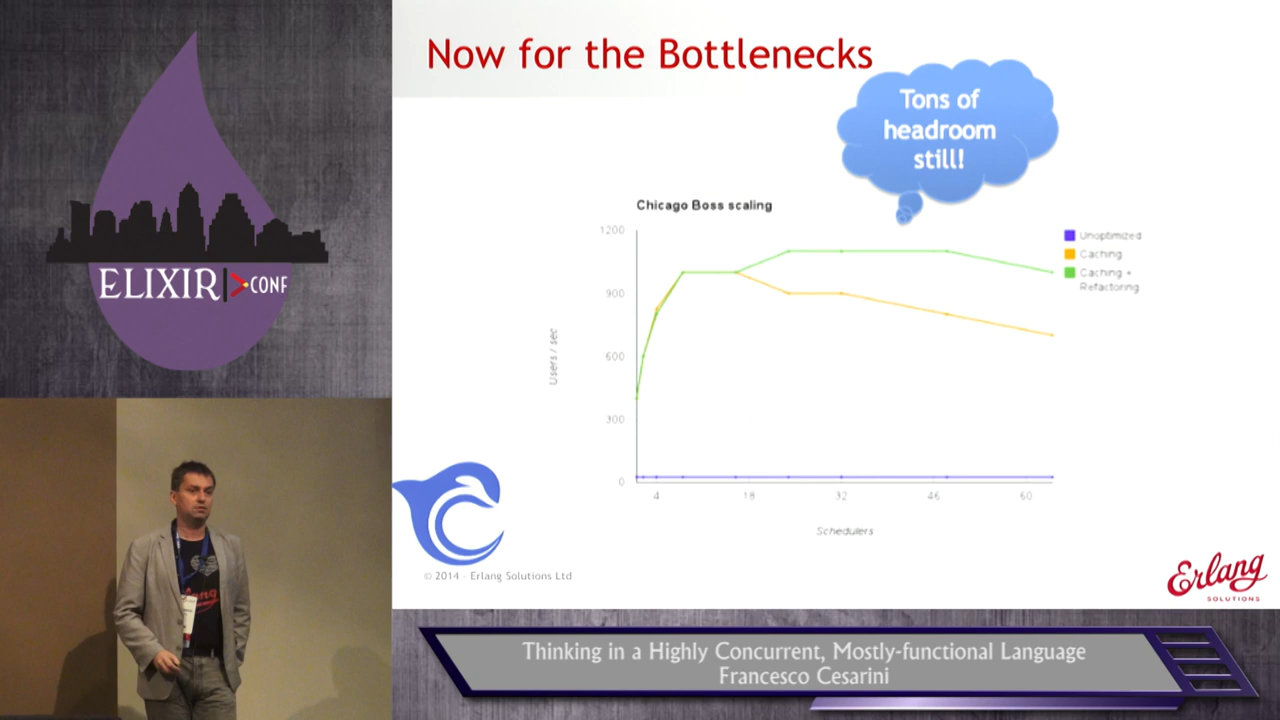 Now for the Bottlenecks
Tons of
headroom
still!
Chicago Boss scaling
1200
900
600
300
0
Users / sec
4
18
32
46
60
Schedulers
Unoptimized
Caching
Caching +
Refactoring
ELIXIR
CONF
© 2014 - Erlang Solutions Ltd
Erlang
SOLUTIONS
Thinking in a Highly Concurrent, Mostly-functional Language
Francesco Cesarini